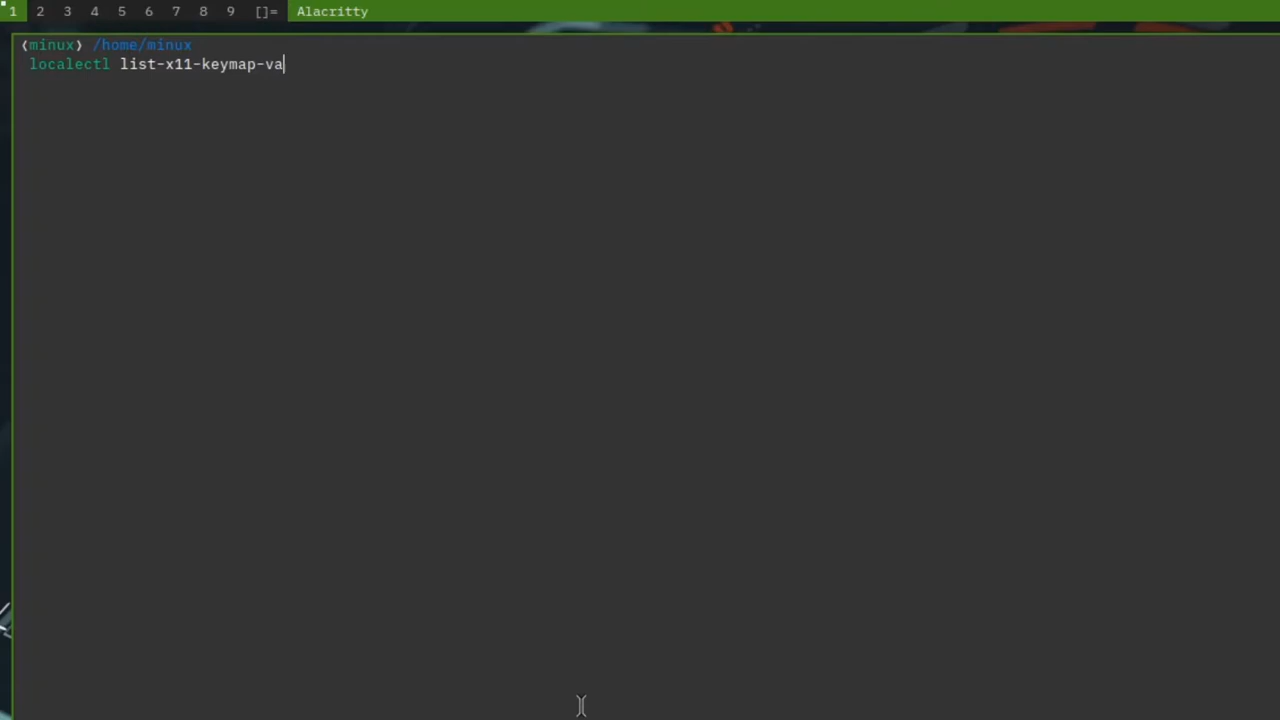 1 2 3 4 5 6 7 8 9 []= Alacritty
(minux) /home/minux
localectl list-x11-keymap-va